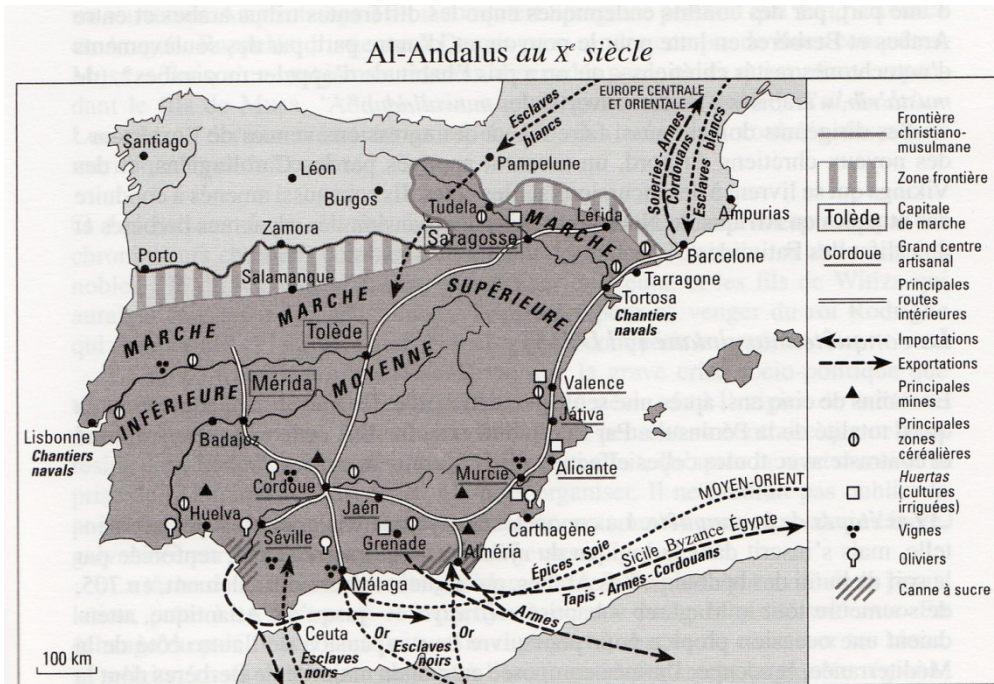 Al-Andalus au Xe siècle
EUROPE CENTRALE
ET ORIENTALE
Esclaves
blancs
Soieries - Armes
Cordouans
Esclaves blancs
Santiago
Léon
Burgos
Pampelune
Tudela
Zamora
Porto
Salamanque
Saragosse
Lérida
Ampurias
Barcelone
Tarragone
Tortosa
Chantiers
navals
MARCHE SUPÉRIEURE
MARCHE MOYENNE
MARCHE INFÉRIEURE
Tolède
Mérida
Badajoz
Lisbonne
Chantiers
navals
Valence
Játiva
Alicante
Murcie
Carthagène
Cordoue
Jaén
Huelva
Séville
Grenade
Alméria
Málaga
Ceuta
MOYEN-ORIENT
Épices - Soie
Sicile Byzance Égypte
Tapis - Armes - Cordouans
Armes
Or
Or
Esclaves
noirs
Esclaves
noirs
100 km
Frontière
christiano-
musulmane
Zone frontière
Tolède
Capitale
de marche
Cordoue
Grand centre
artisanal
Principales
routes
intérieures
Importations
Exportations
Principales
mines
Principales
zônes
céréalières
Huertas
(cultures
irriguées)
Vignes
Oliviers
Canne à sucre